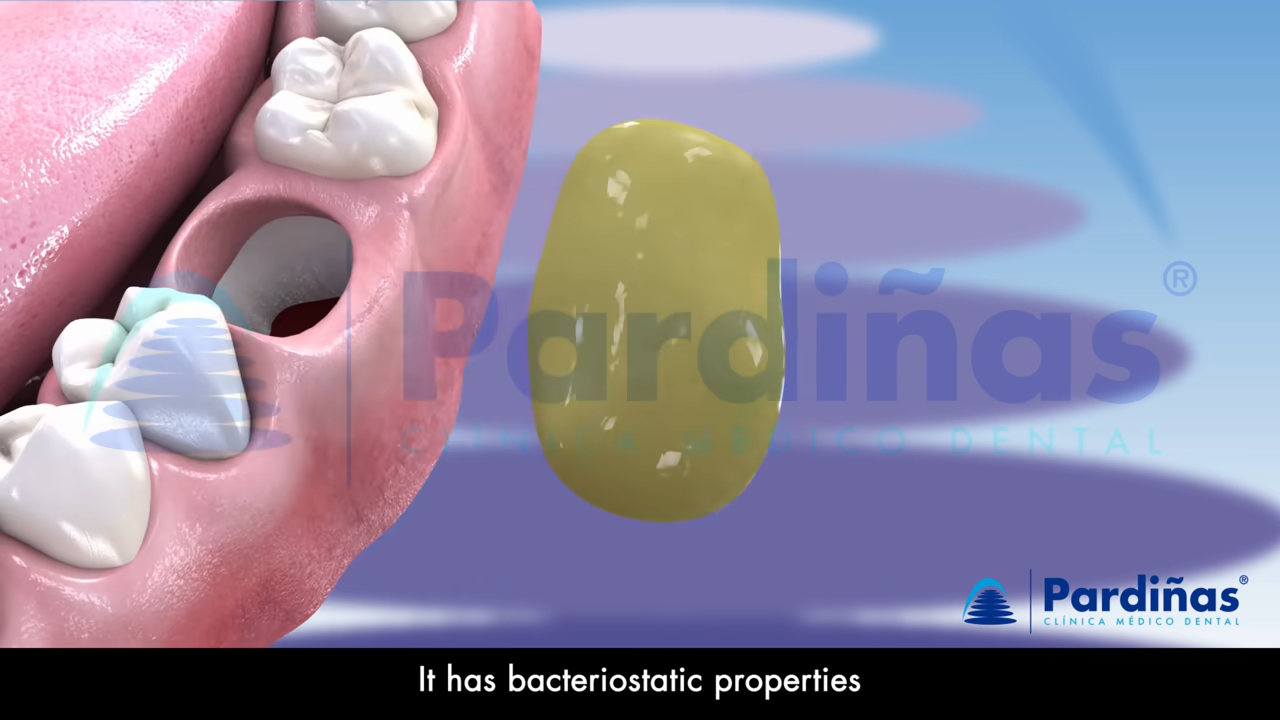 Pardiñas®
CLÍNICA MÉDICO DENTAL
Pardiñas®
CLÍNICA MÉDICO DENTAL
It has bacteriostatic properties